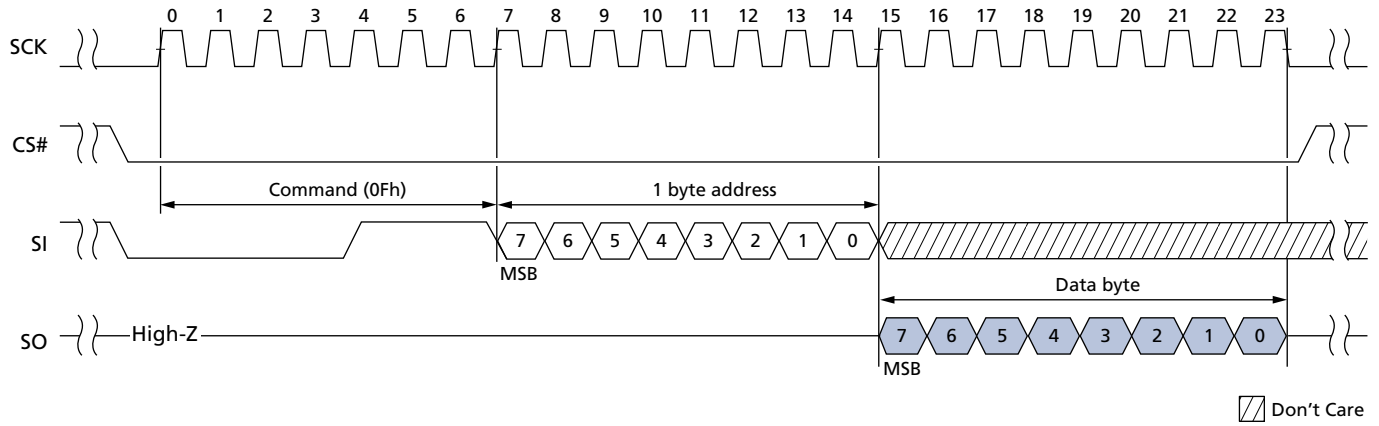 0 1 2 3 4 5 6 7 8 9 10 11 12 13 14 15 16 17 18 19 20 21 22 23
SCK
CS#
Command (0Fh) 1 byte address
SI 7 6 5 4 3 2 1 0
MSB
Data byte
SO High-Z 7 6 5 4 3 2 1 0
MSB
Don't Care